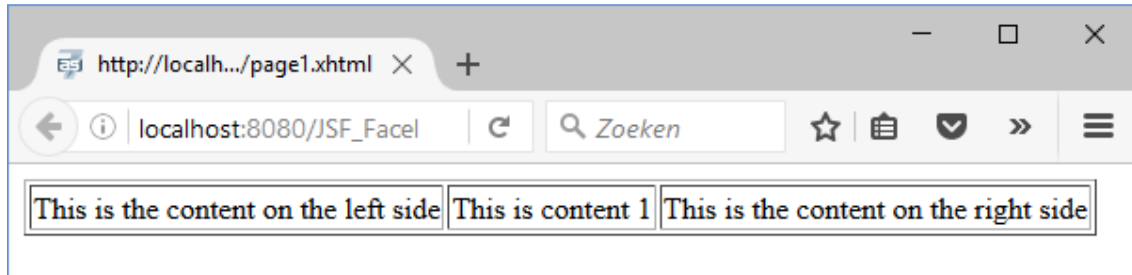 http://localh.../page1.xhtml
localhost:8080/JSF_Facel
Zoeken
This is the content on the left side This is content 1 This is the content on the right side